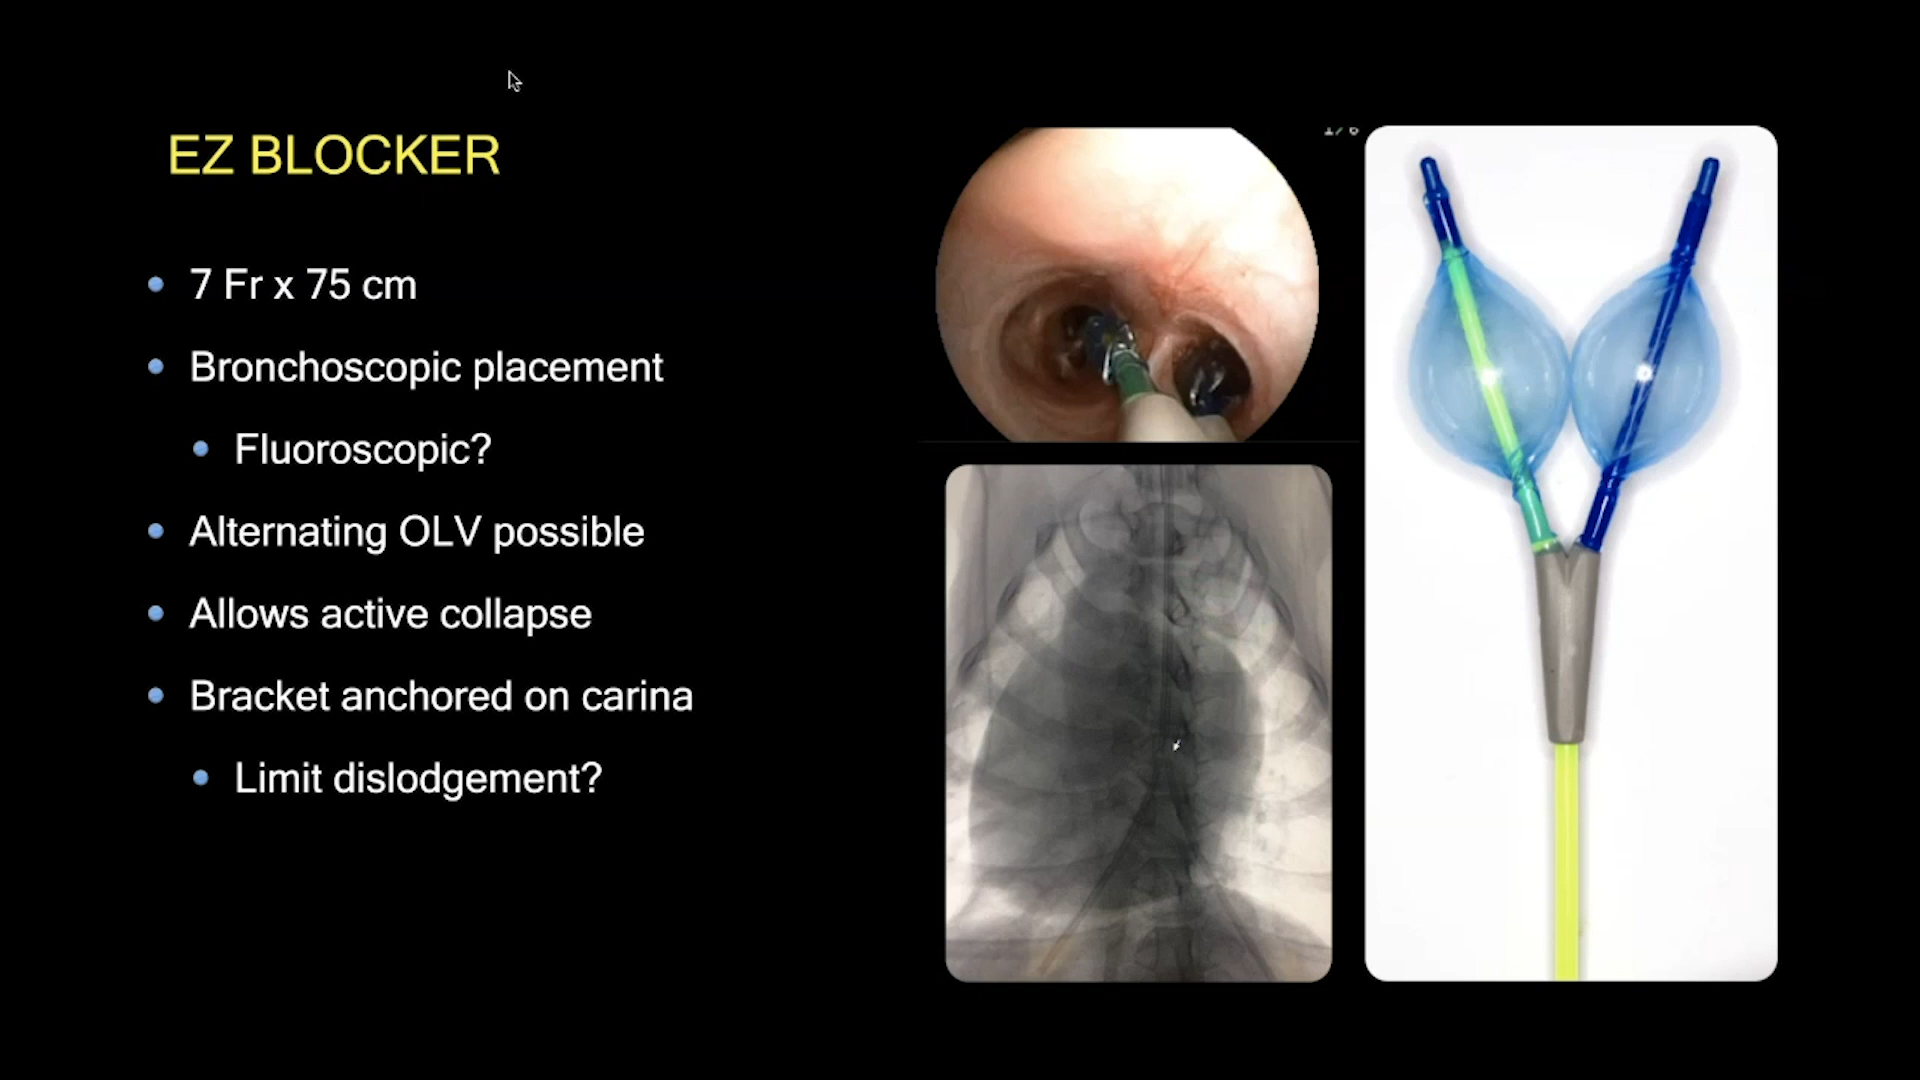 EZ BLOCKER
7 Fr x 75 cm
Bronchoscopic placement
Fluoroscopic?
Alternating OLV possible
Allows active collapse
Bracket anchored on carina
Limit dislodgement?